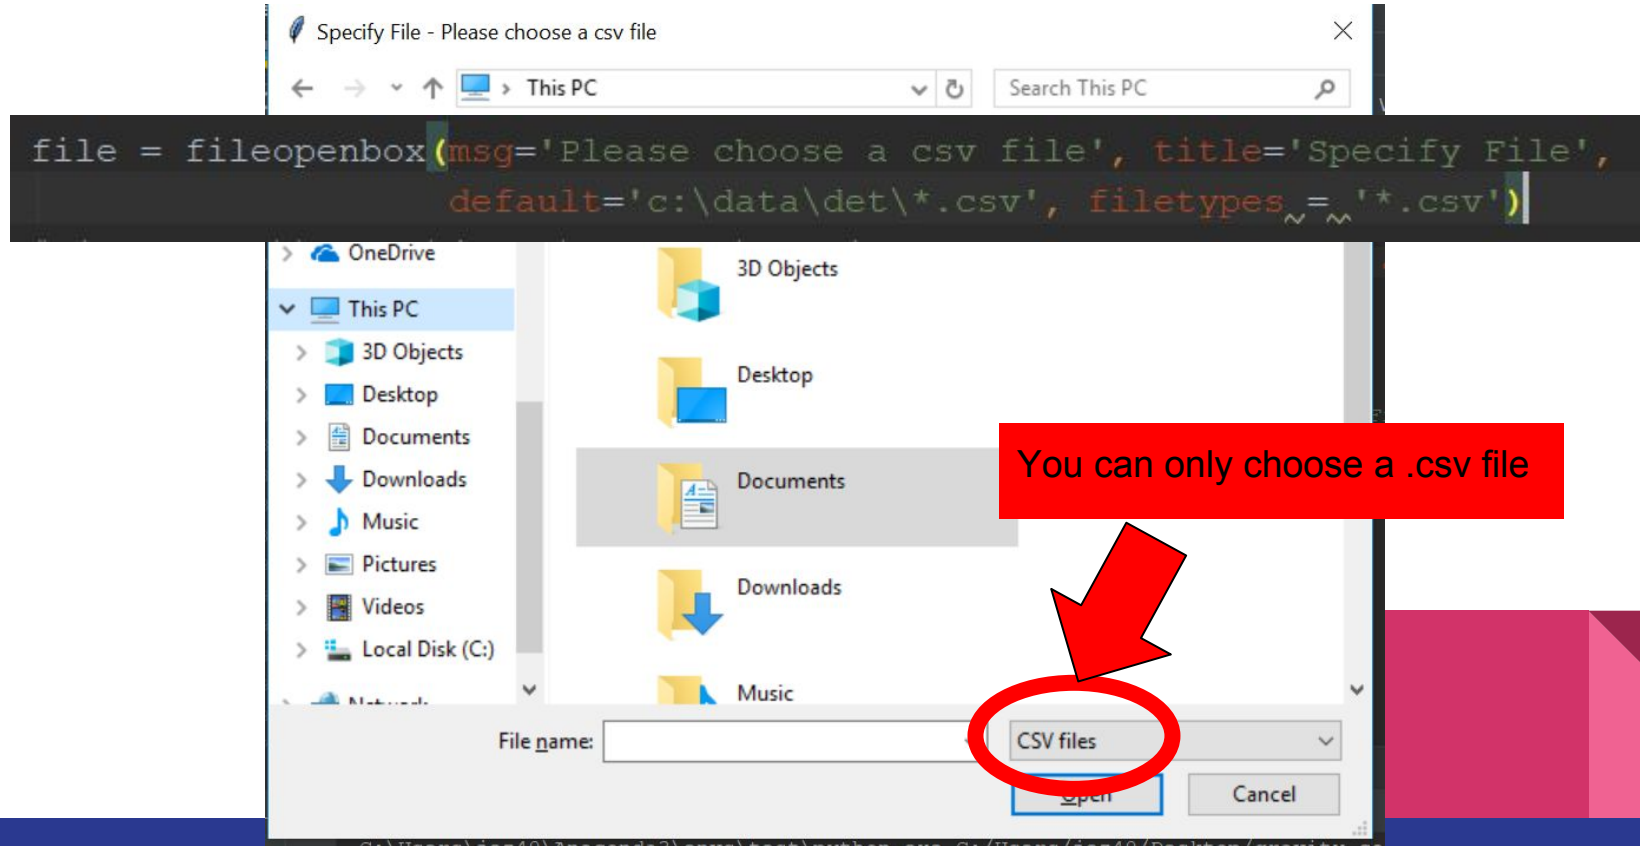 Specify File - Please choose a csv file
This PC
Search This PC
file = fileopenbox(msg='Please choose a csv file', title='Specify File',
default='c:\data\det\*.csv', filetypes = '*.csv')
OneDrive
This PC
3D Objects
Desktop
Documents
Downloads
Music
Pictures
Videos
Local Disk (C:)
Network
3D Objects
Desktop
Documents
Downloads
Music
You can only choose a .csv file
File name:
CSV files
Open
Cancel